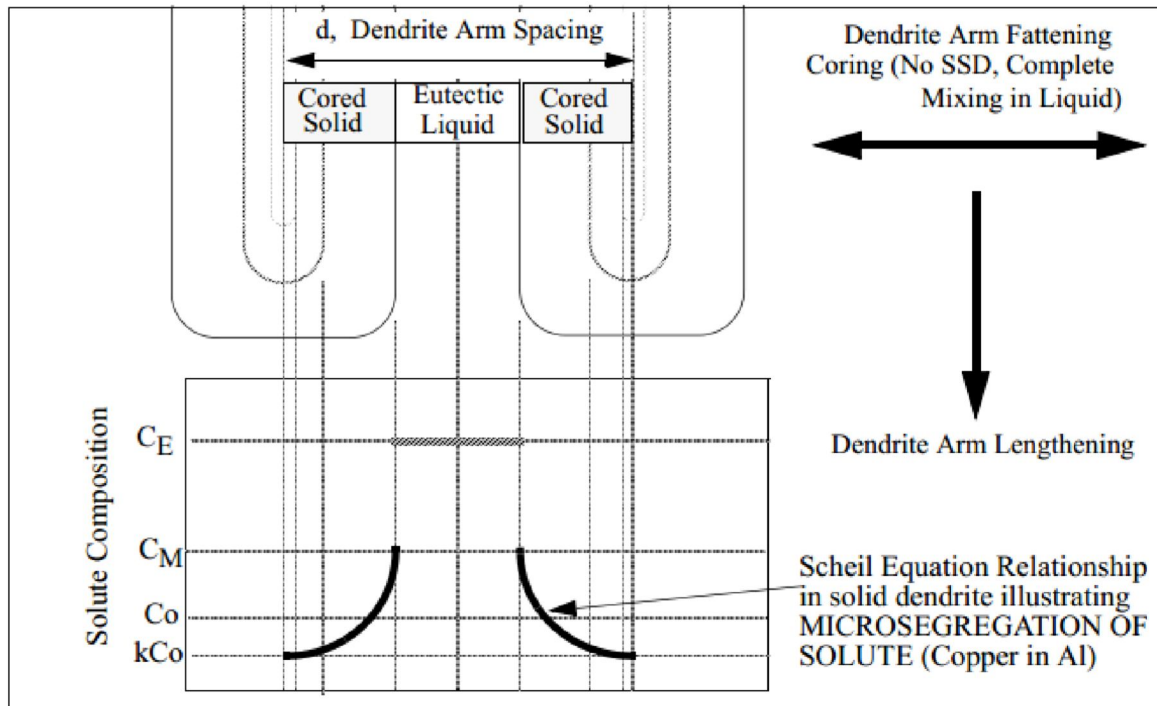 d, Dendrite Arm Spacing
Cored
Solid
Eutectic
Liquid
Cored
Solid
Dendrite Arm Fattening
Coring (No SSD, Complete
Mixing in Liquid)
Dendrite Arm Lengthening
Solute Composition
CE
CM
Co
kCo
Scheil Equation Relationship
in solid dendrite illustrating
MICROSEGREGATION OF
SOLUTE (Copper in Al)